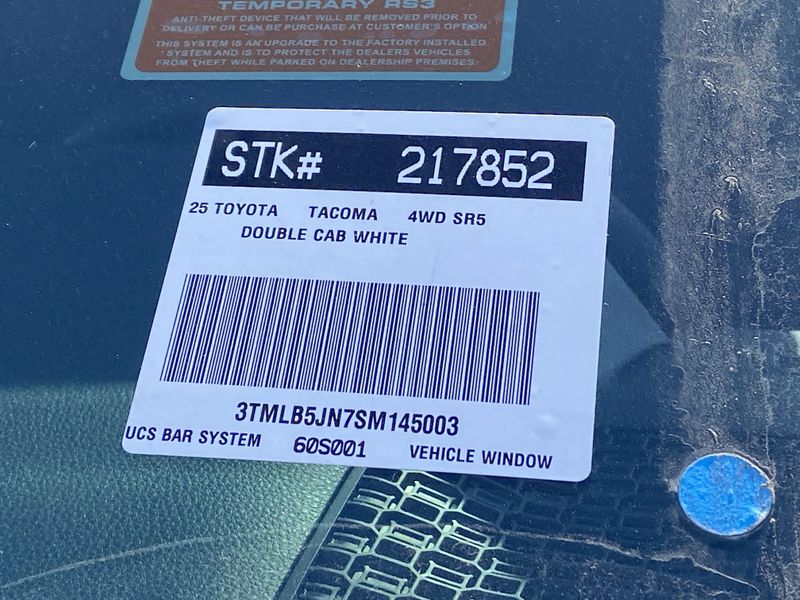 TEMPORARY RS3
ANTI-THEFT DEVICE THAT WILL BE REMOVED PRIOR TO
DELIVERY OR CAN BE PURCHASE AT CUSTOMER'S OPTION
THIS SYSTEM IS AN UPGRADE TO THE FACTORY INSTALLED
SYSTEM AND IS TO PROTECT THE DEALERS VEHICLES
FROM THEFT WHILE PARKED ON DEALERSHIP PREMISES.
STK# 217852
25 TOYOTA TACOMA 4WD SR5
DOUBLE CAB WHITE
3TMLB5JN7SM145003
UCS BAR SYSTEM 60S001 VEHICLE WINDOW